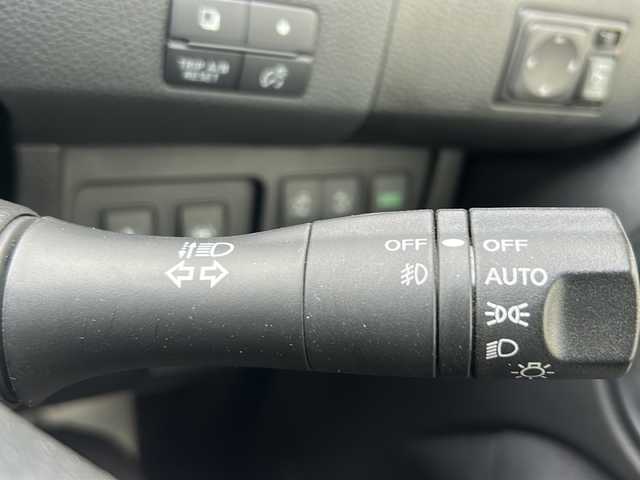 TRIP A/B
RESET
OFF
OFF
AUTO